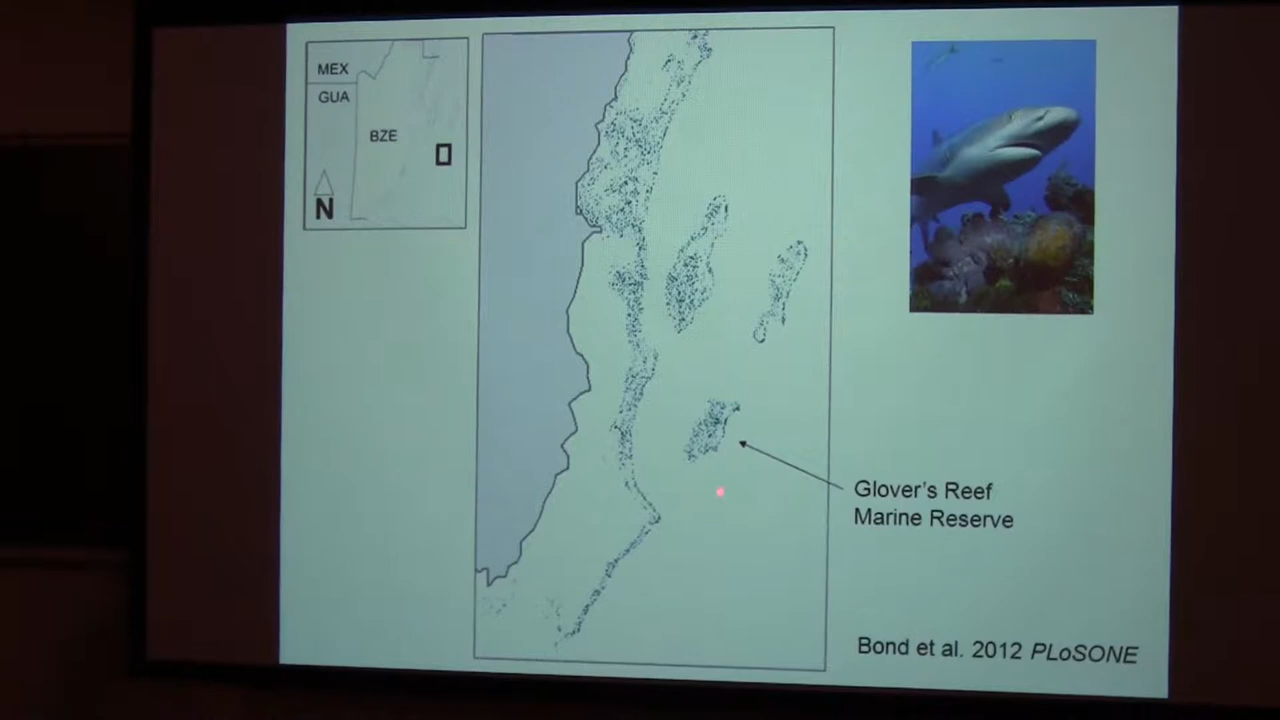 MEX
GUA
BZE
N
Glover's Reef
Marine Reserve
Bond et al. 2012 PLoSONE